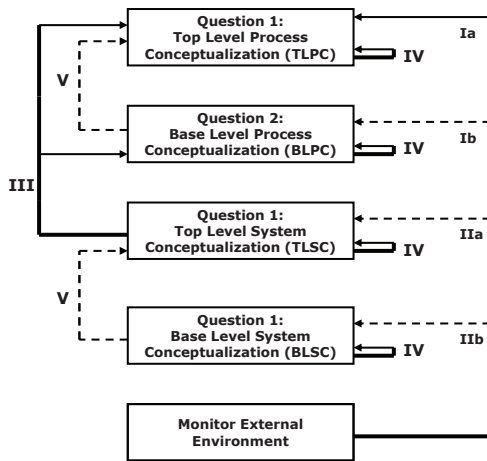 Question 1:
Top Level Process
Conceptualization (TLPC)
Ia
IV
V
Question 2:
Base Level Process
Conceptualization (BLPC)
Ib
IV
III
Question 1:
Top Level System
Conceptualization (TLSC)
IIa
IV
V
Question 1:
Base Level System
Conceptualization (BLSC)
IIb
IV
Monitor External
Environment